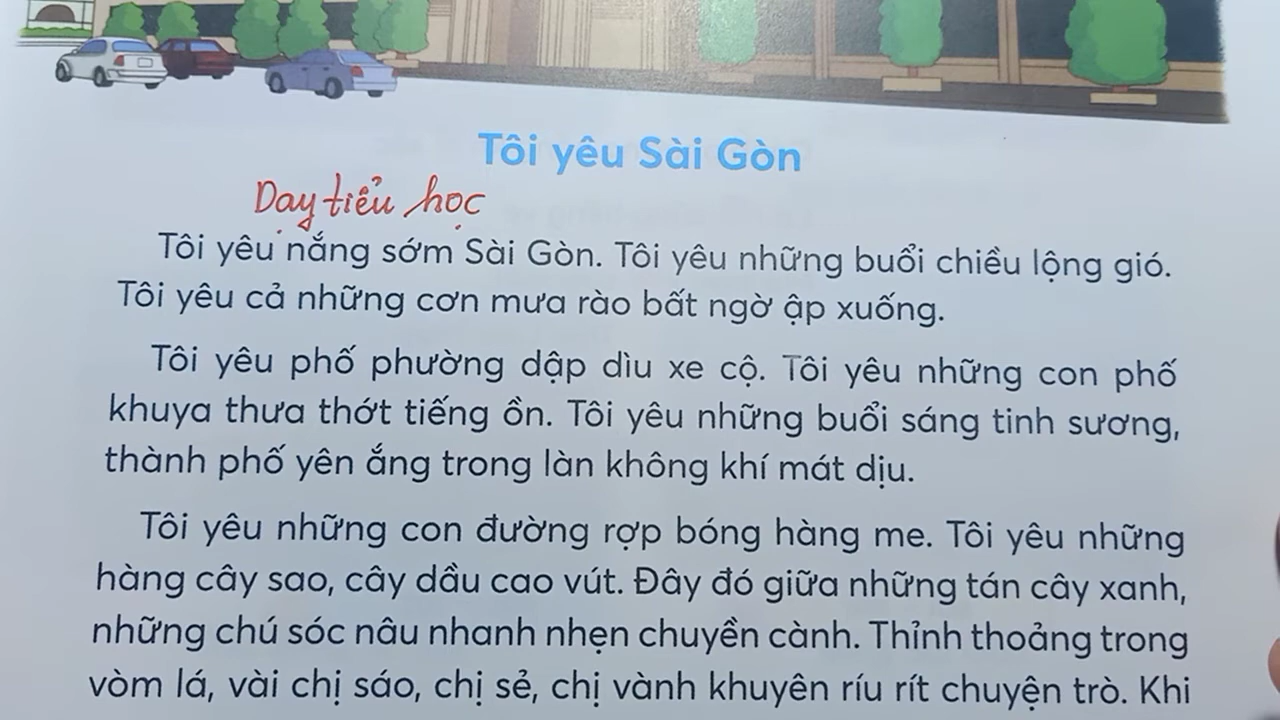 Tôi yêu Sài Gòn
Dạy tiểu học
Tôi yêu nắng sớm Sài Gòn. Tôi yêu những buổi chiều lộng gió.
Tôi yêu cả những cơn mưa rào bất ngờ ập xuống.
Tôi yêu phố phường dập dìu xe cộ. Tôi yêu những con phố
khuya thưa thớt tiếng ồn. Tôi yêu những buổi sáng tinh sương,
thành phố yên ắng trong làn không khí mát dịu.
Tôi yêu những con đường rợp bóng hàng me. Tôi yêu những
hàng cây sao, cây dầu cao vút. Đây đó giữa những tán cây xanh,
những chú sóc nâu nhanh nhẹn chuyền cành. Thỉnh thoảng trong
vòm lá, vài chị sáo, chị sẻ, chị vành khuyên ríu rít chuyện trò. Khi